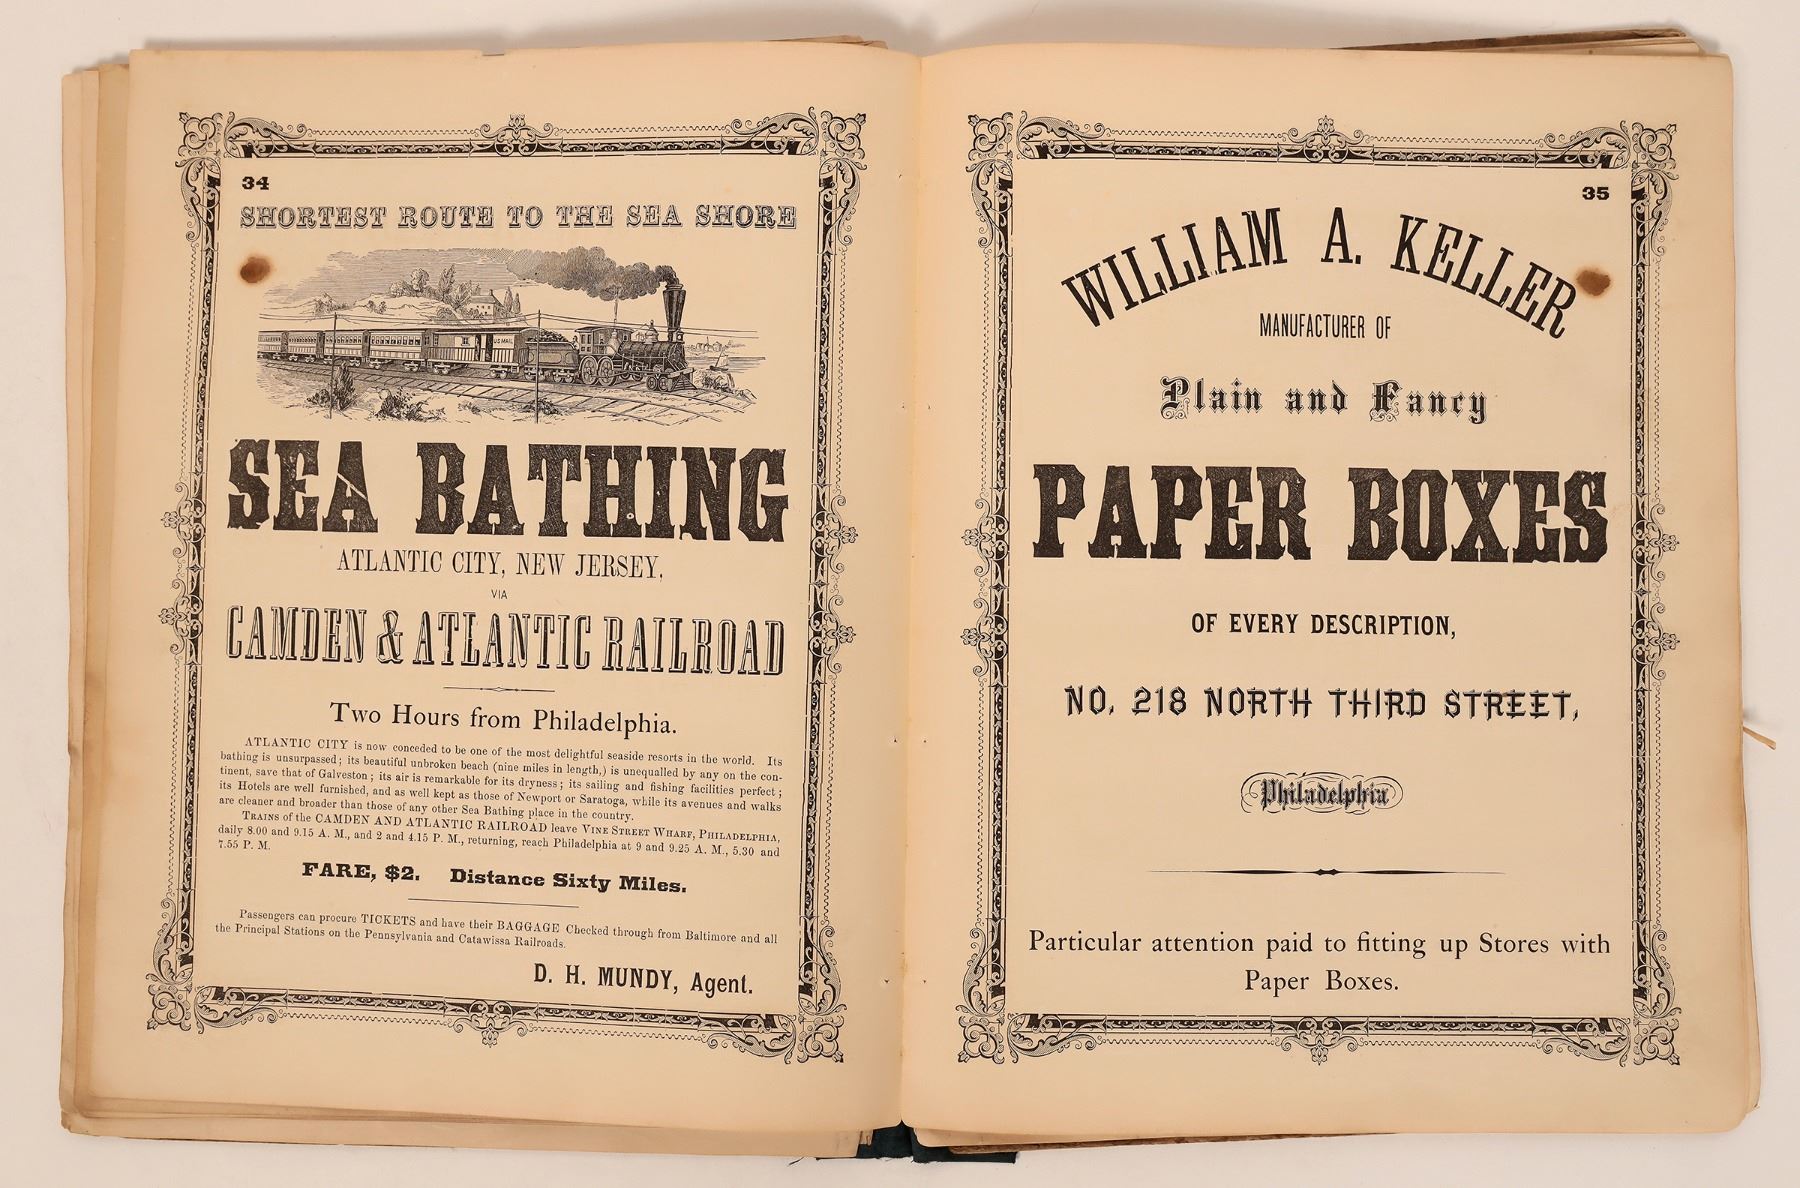 34
SHORTEST ROUTE TO THE SEA SHORE
U.S MAIL
SEA BATHING
ATLANTIC CITY, NEW JERSEY,
VIA
CAMDEN & ATLANTIC RAILROAD
Two Hours from Philadelphia.
ATLANTIC CITY is now conceded to be one of the most delightful seaside resorts in the world. Its
bathing is unsurpassed; its beautiful unbroken beach (nine miles in length,) is unequalled by any on the con-
tinent, save that of Galveston; its air is remarkable for its dryness; its sailing and fishing facilities perfect;
its Hotels are well furnished, and as well kept as those of Newport or Saratoga, while its avenues and walks
are cleaner and broader than those of any other Sea Bathing place in the country.
TRAINS of the CAMDEN AND ATLANTIC RAILROAD leave VINE STREET WHARF, PHILADELPHIA,
daily 8.00 and 9.15 A. M., and 2 and 4.15 P. M., returning, reach Philadelphia at 9 and 9.25 A. M., 5.30 and
7.55 P. M.
FARE, $2. Distance Sixty Miles.
Passengers can procure TICKETS and have their BAGGAGE Checked through from Baltimore and all
the Principal Stations on the Pennsylvania and Catawissa Railroads.
D. H. MUNDY, Agent.
35
WILLIAM A. KELLER
MANUFACTURER OF
Plain and Fancy
PAPER BOXES
OF EVERY DESCRIPTION,
NO. 218 NORTH THIRD STREET,
Philadelphia
Particular attention paid to fitting up Stores with
Paper Boxes.